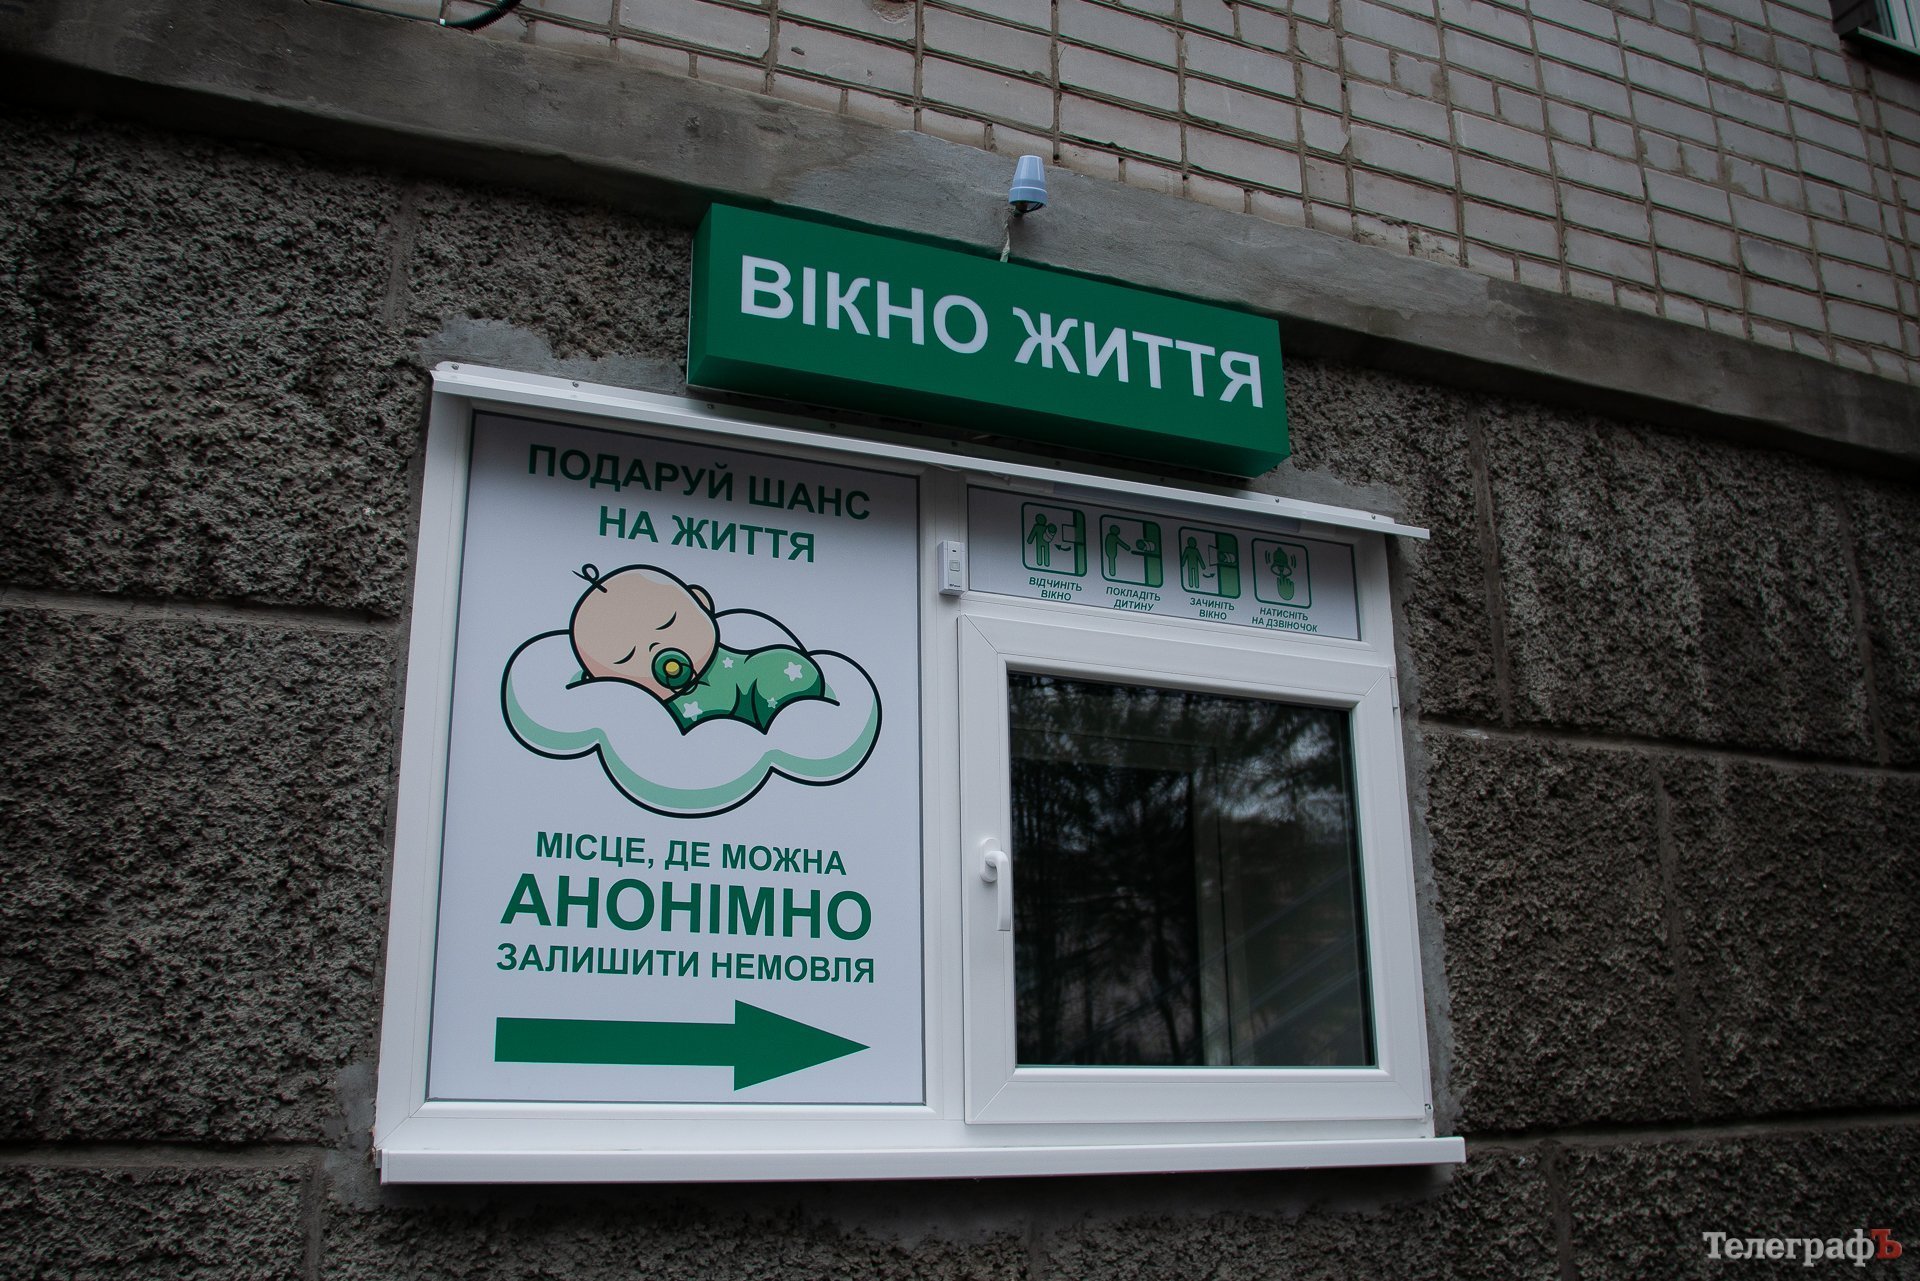 ВІКНО ЖИТТЯ
ПОДАРУЙ ШАНС
НА ЖИТТЯ
МІСЦЕ, ДЕ МОЖНА
АНОНІМНО
ЗАЛИШИТИ НЕМОВЛЯ
ВІДЧИНІТЬ
ВІКНО
ПОКЛАДІТЬ
ДИТИНУ
ЗАЧИНІТЬ
ВІКНО
НАТИСНІТЬ
НА ДЗВІНОЧОК
ТелеграфЪ